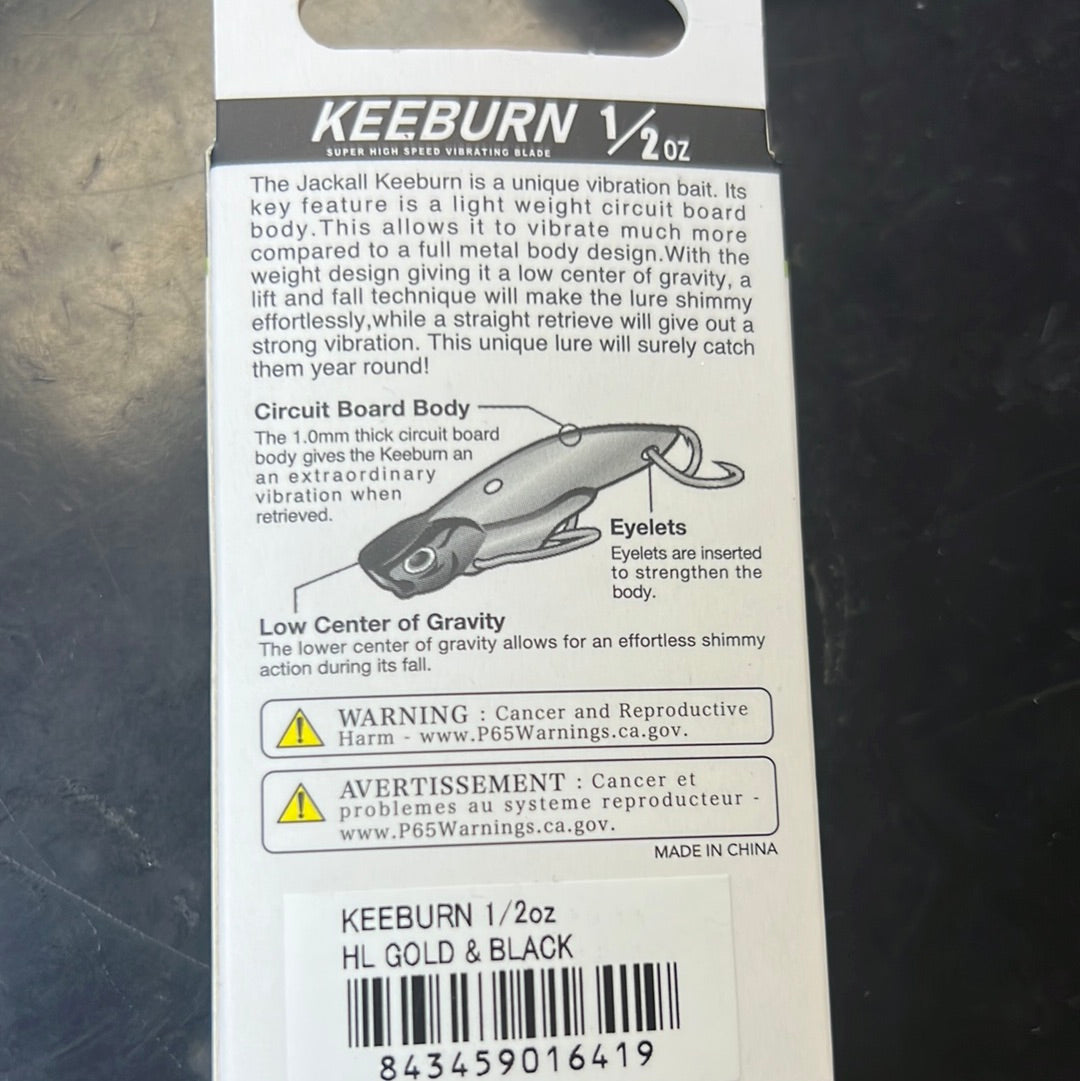 KEEBURN 1/2 OZ
SUPER HIGH SPEED VIBRATING BLADE
The Jackall Keeburn is a unique vibration bait. Its
key feature is a light weight circuit board
body.This allows it to vibrate much more
compared to a full metal body design.With the
weight design giving it a low center of gravity, a
lift and fall technique will make the lure shimmy
effortlessly,while a straight retrieve will give out a
strong vibration. This unique lure will surely catch
them year round!
Circuit Board Body
The 1.0mm thick circuit board
body gives the Keeburn an
an extraordinary
vibration when
retrieved.
Eyelets
Eyelets are inserted
to strengthen the
body.
Low Center of Gravity
The lower center of gravity allows for an effortless shimmy
action during its fall.
WARNING : Cancer and Reproductive
Harm - www.P65Warnings.ca.gov.
AVERTISSEMENT : Cancer et
problemes au systeme reproducteur -
www.P65Warnings.ca.gov.
MADE IN CHINA
KEEBURN 1/2oz
HL GOLD & BLACK
843459016419